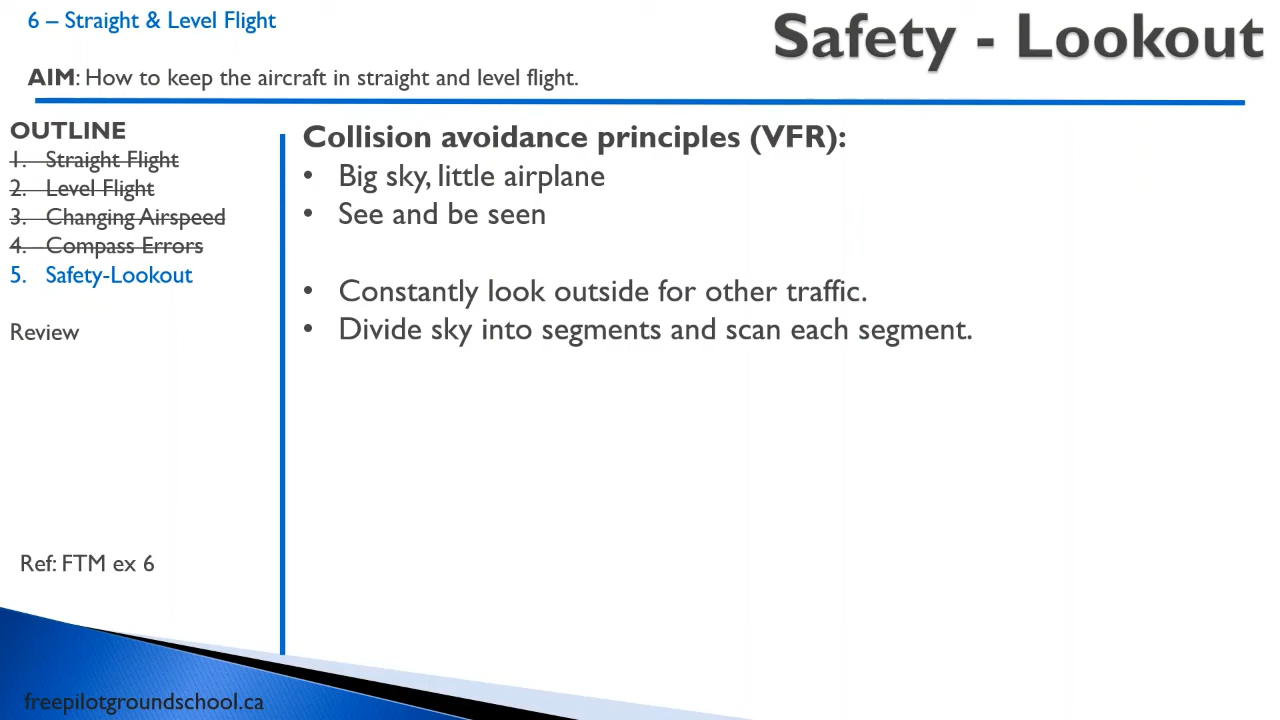 6 – Straight & Level Flight
Safety - Lookout
AIM: How to keep the aircraft in straight and level flight.
OUTLINE
1. Straight Flight
2. Level Flight
3. Changing Airspeed
4. Compass Errors
5. Safety-Lookout
Review
Ref: FTM ex 6
Collision avoidance principles (VFR):
• Big sky, little airplane
• See and be seen
• Constantly look outside for other traffic.
• Divide sky into segments and scan each segment.
freepilotgroundschool.ca